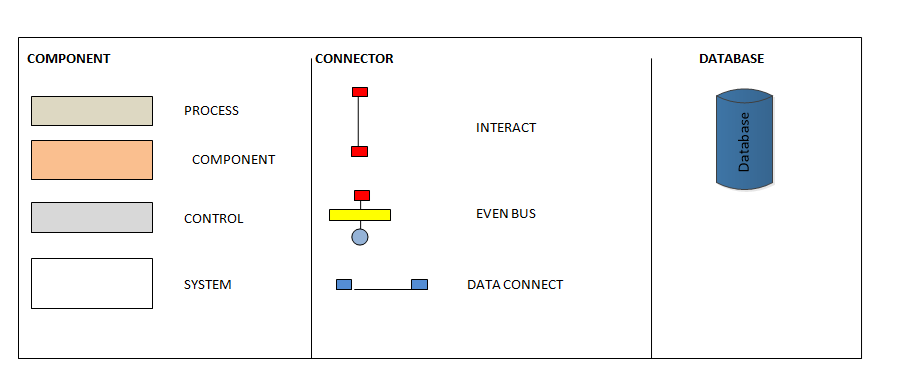 COMPONENT
CONNECTOR
DATABASE
PROCESS
COMPONENT
CONTROL
SYSTEM
INTERACT
EVEN BUS
DATA CONNECT
Database